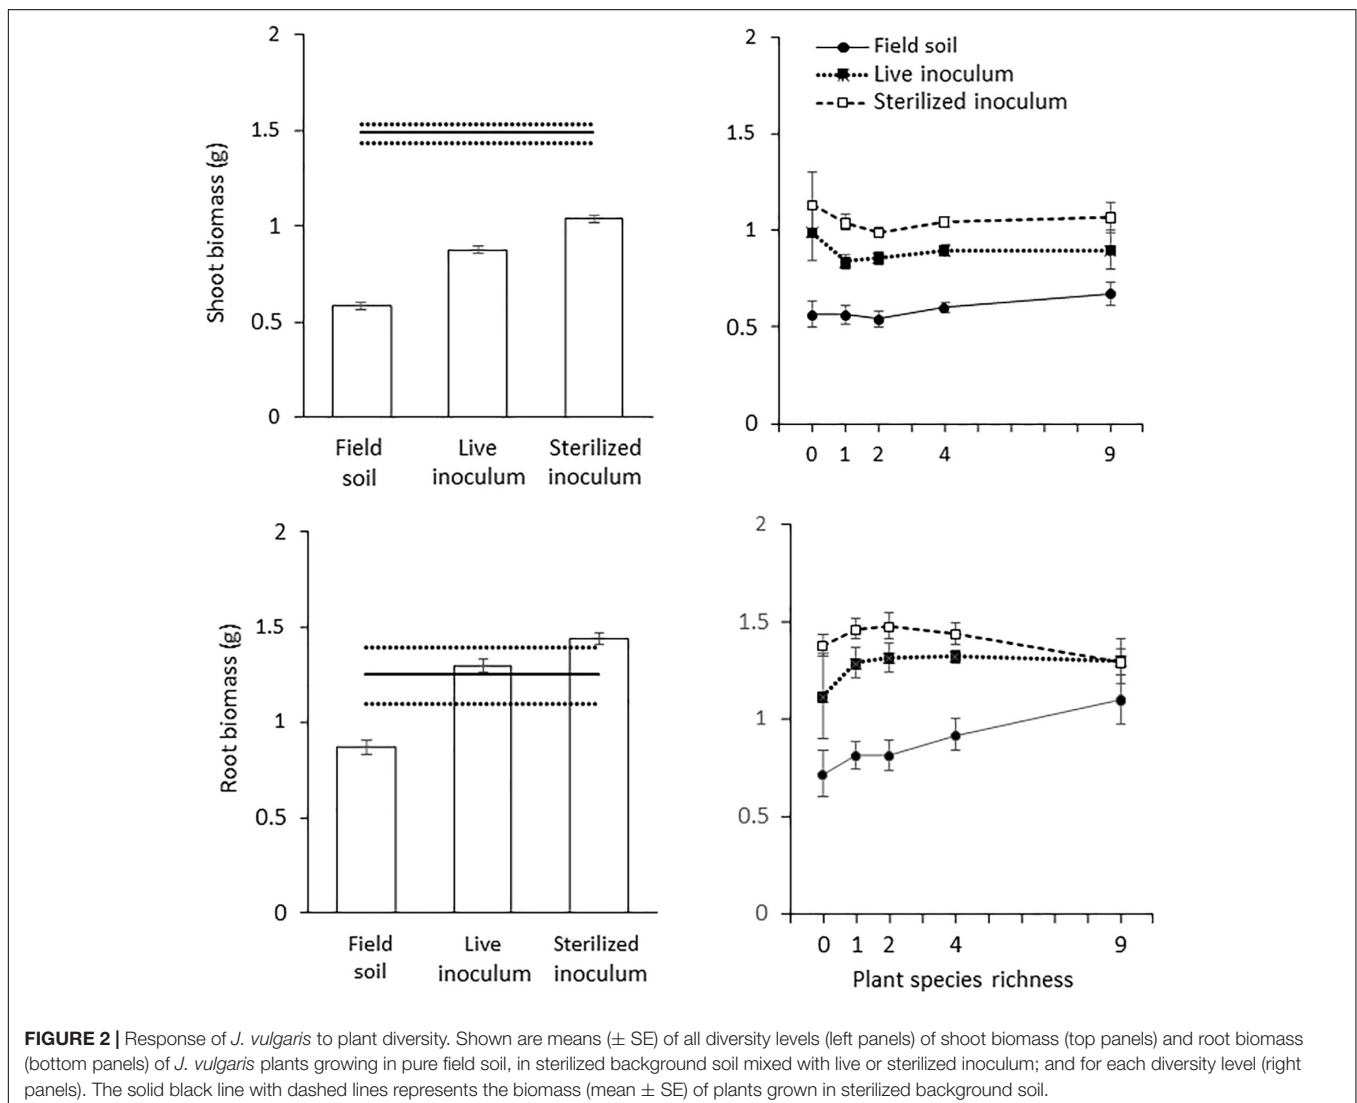 2
1.5
1
0.5
0
Shoot biomass (g)
Field soil
Live inoculum
Sterilized inoculum
2
1.5
1
0.5
0
0 1 2 4 9
Field soil
Live inoculum
Sterilized inoculum
2
1.5
1
0.5
0
Root biomass (g)
Field soil
Live inoculum
Sterilized inoculum
2
1.5
1
0.5
0
0 1 2 4 9
Plant species richness
FIGURE 2 | Response of J. vulgaris to plant diversity. Shown are means (± SE) of all diversity levels (left panels) of shoot biomass (top panels) and root biomass
(bottom panels) of J. vulgaris plants growing in pure field soil, in sterilized background soil mixed with live or sterilized inoculum; and for each diversity level (right
panels). The solid black line with dashed lines represents the biomass (mean ± SE) of plants grown in sterilized background soil.